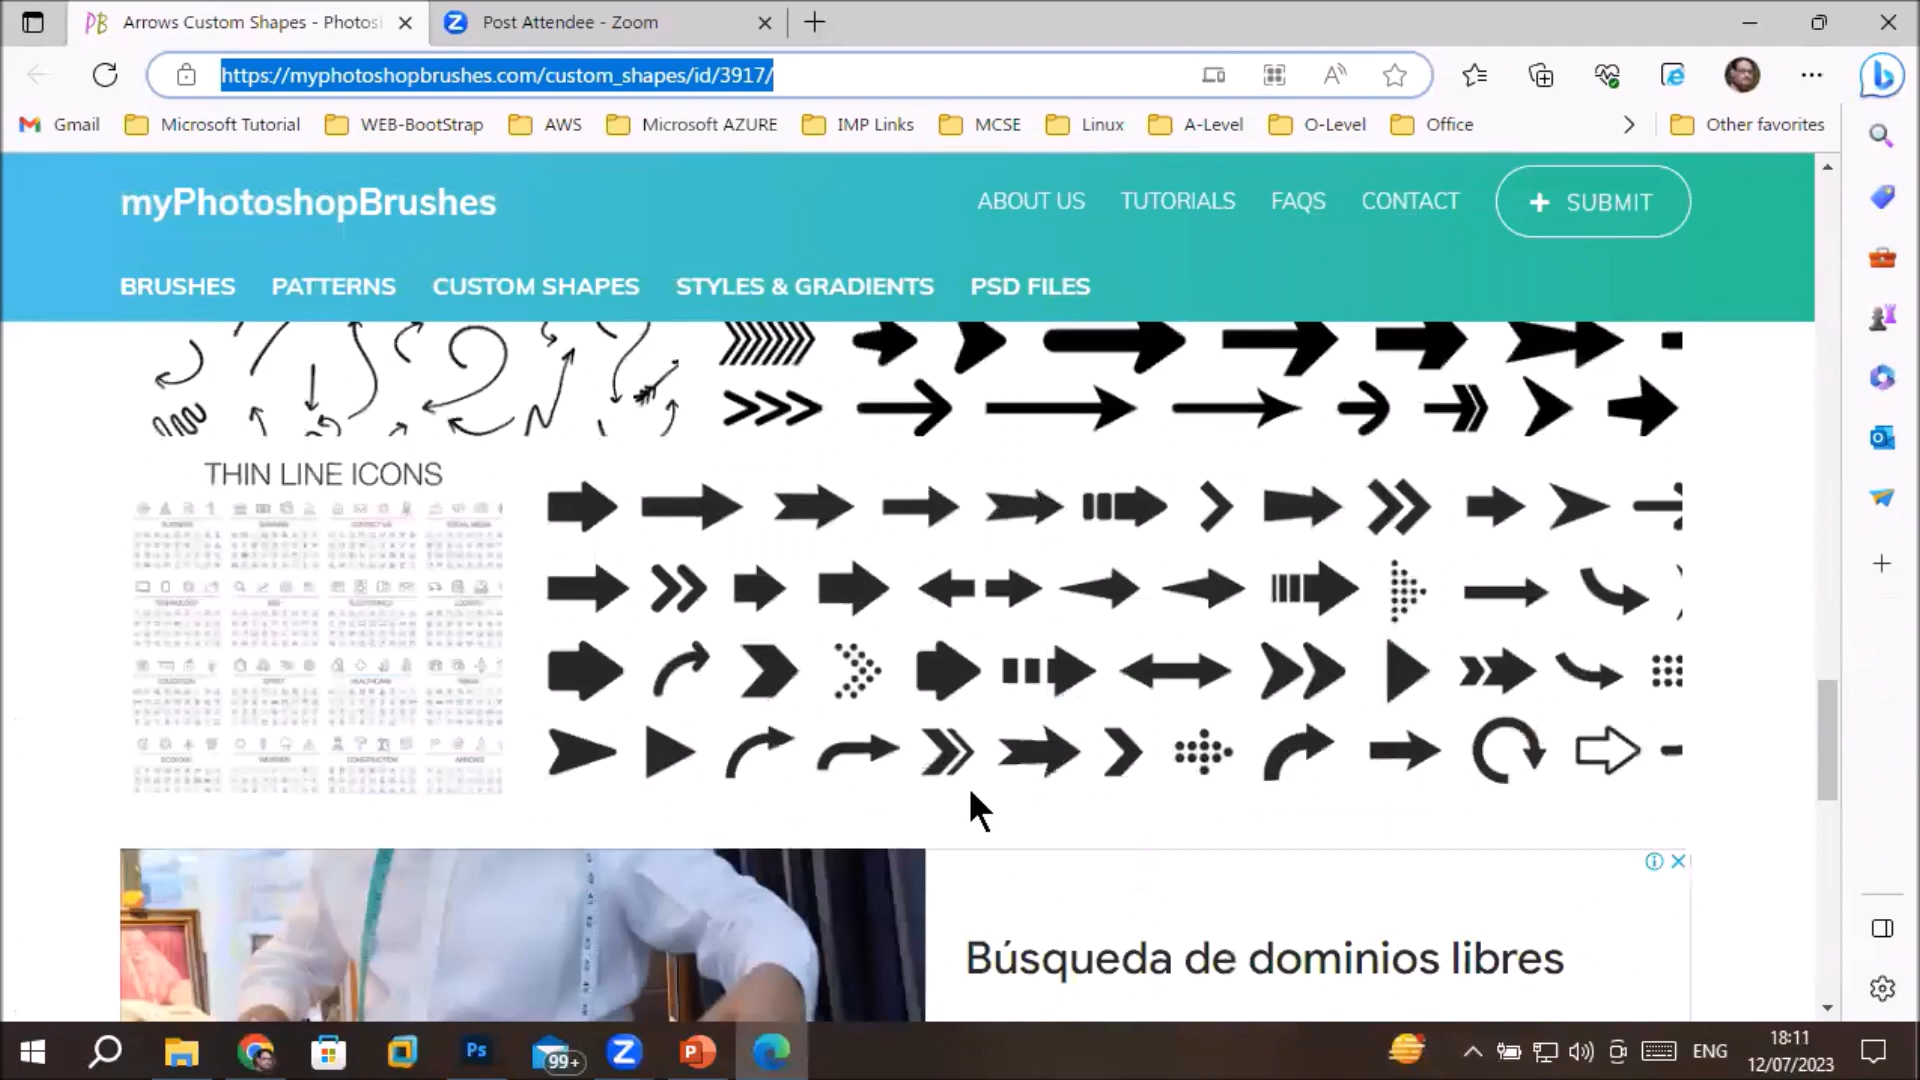 Arrows Custom Shapes - Photos
Post Attendee - Zoom
https://myphotoshopbrushes.com/custom_shapes/id/3917/
Gmail
Microsoft Tutorial
WEB-BootStrap
AWS
Microsoft AZURE
IMP Links
MCSE
Linux
A-Level
O-Level
Office
Other favorites
myPhotoshopBrushes
ABOUT US
TUTORIALS
FAQS
CONTACT
+ SUBMIT
BRUSHES
PATTERNS
CUSTOM SHAPES
STYLES & GRADIENTS
PSD FILES
THIN LINE ICONS
Búsqueda de dominios libres
Ps
99+
ENG
18:11
12/07/2023